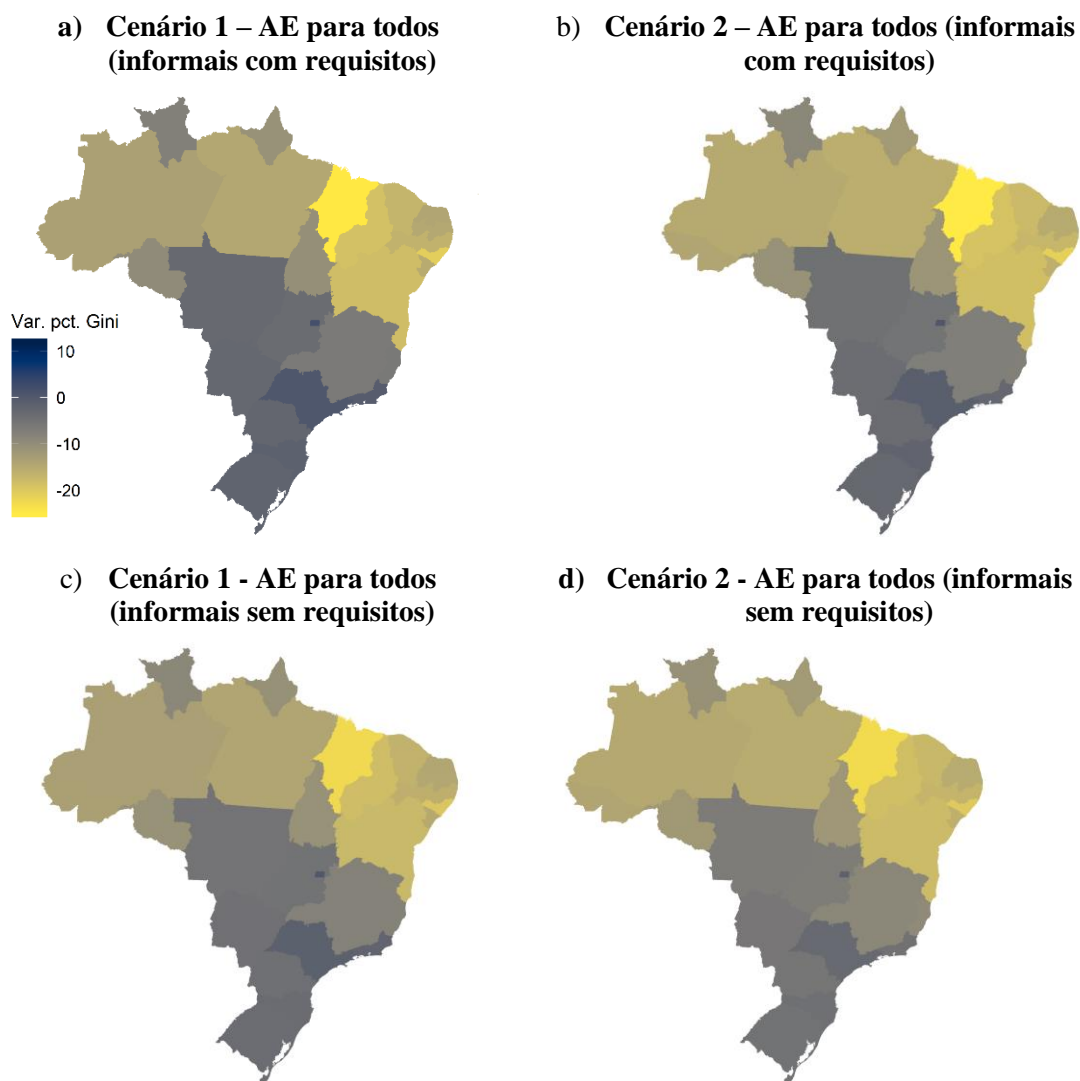 a) Cenário 1 – AE para todos
(informais com requisitos)
b) Cenário 2 – AE para todos (informais
com requisitos)
Var. pct. Gini
10
0
-10
-20
c) Cenário 1 - AE para todos
(informais sem requisitos)
d) Cenário 2 - AE para todos (informais
sem requisitos)